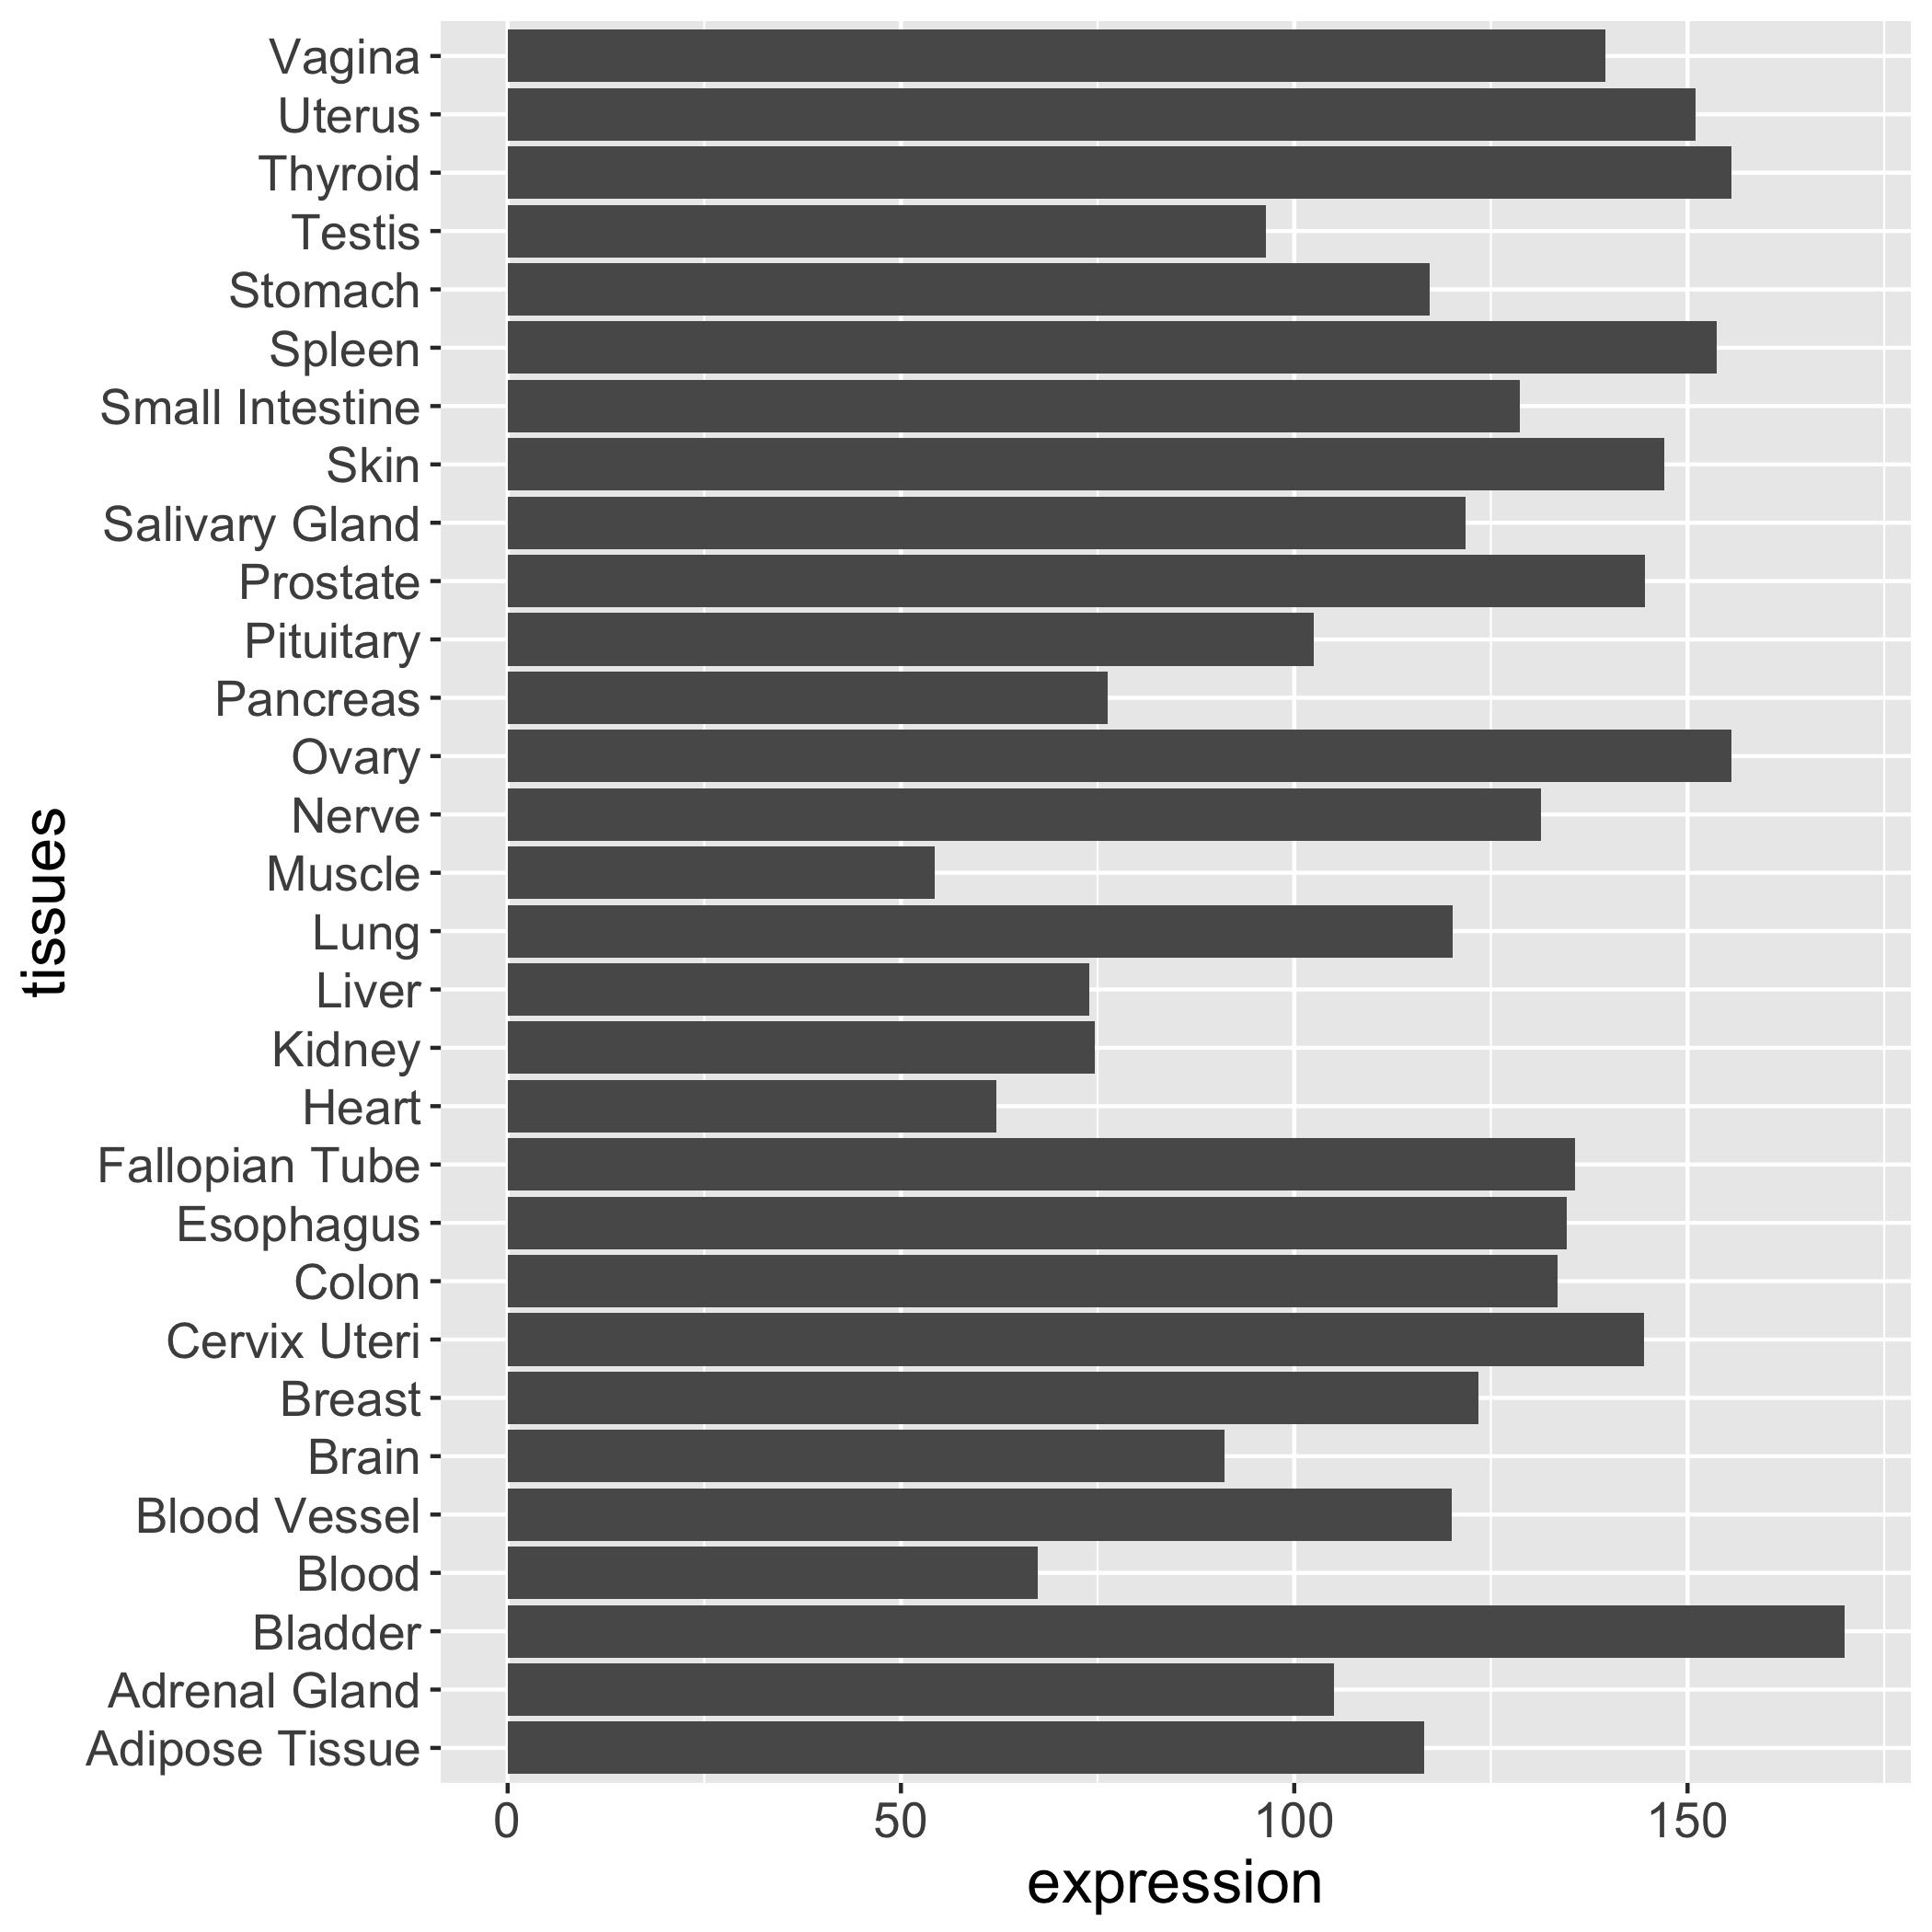 Vagina
Uterus
Thyroid
Testis
Stomach
Spleen
Small Intestine
Skin
Salivary Gland
Prostate
Pituitary
Pancreas
Ovary
Nerve
Muscle
Lung
Liver
Kidney
Heart
Fallopian Tube
Esophagus
Colon
Cervix Uteri
Breast
Brain
Blood Vessel
Blood
Bladder
Adrenal Gland
Adipose Tissue
tissues
0 50 100 150
expression